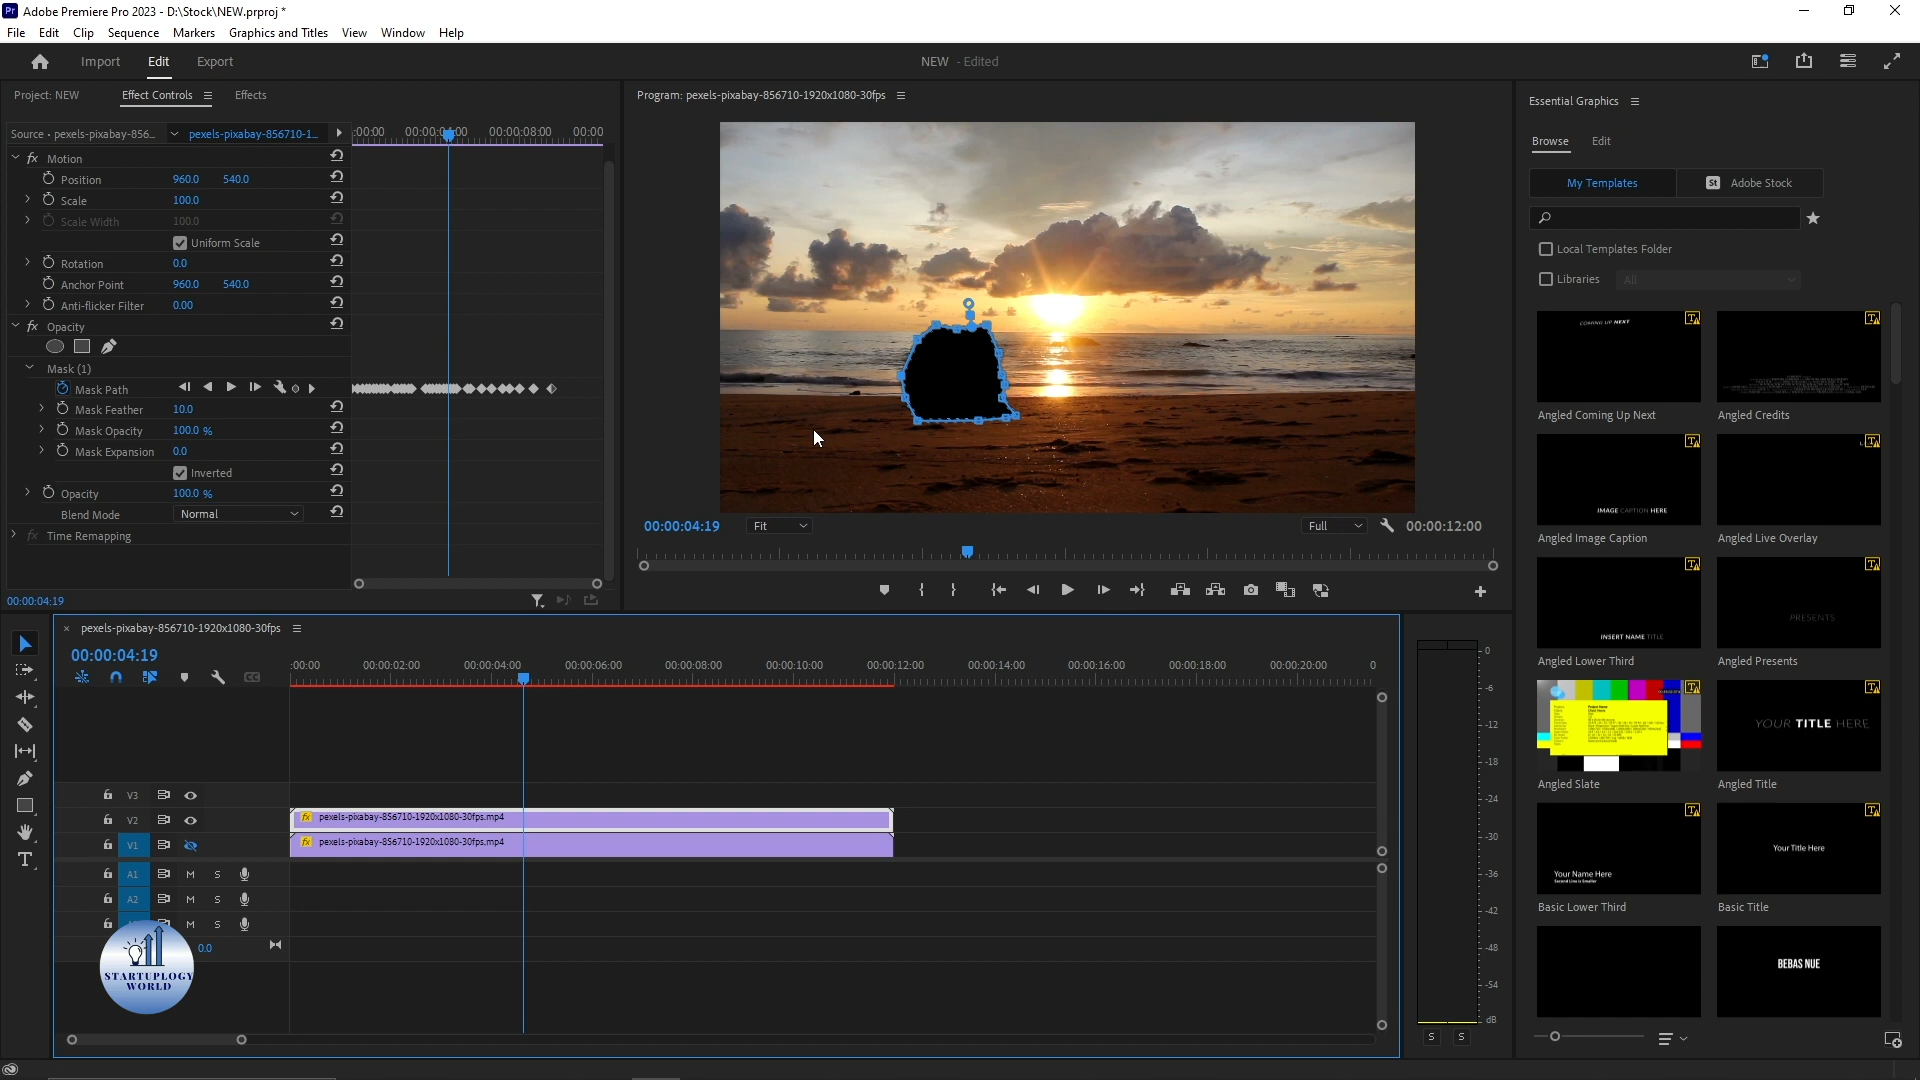 Adobe Premiere Pro 2023 - D:\Stock\NEW.prproj *
File Edit Clip Sequence Markers Graphics and Titles View Window Help
Import Edit Export
NEW - Edited
Project: NEW Effect Controls Effects
Source • pexels-pixabay-856... pexels-pixabay-856710-1...
:00:00 00:00:04:00 00:00:08:00 00:00
fx Motion
Position 960.0 540.0
Scale 100.0
Scale Width 100.0
Uniform Scale
Rotation 0.0
Anchor Point 960.0 540.0
Anti-flicker Filter 0.00
fx Opacity
Mask (1)
Mask Path
Mask Feather 10.0
Mask Opacity 100.0 %
Mask Expansion 0.0
Inverted
Opacity 100.0 %
Blend Mode Normal
fx Time Remapping
00:00:04:19
Program: pexels-pixabay-856710-1920x1080-30fps
00:00:04:19 Fit Full 00:00:12:00
Essential Graphics
Browse Edit
My Templates St Adobe Stock
Local Templates Folder
Libraries All
COMING UP NEXT
Angled Coming Up Next Angled Credits
IMAGE CAPTION HERE
Angled Image Caption Angled Live Overlay
INSERT NAME TITLE PRESENTS
Angled Lower Third Angled Presents
YOUR TITLE HERE
Angled Slate Angled Title
Your Name Here
Second Line is Smaller
Your Title Here
Basic Lower Third Basic Title
BEBAS NUE
pexels-pixabay-856710-1920x1080-30fps
00:00:04:19
:00:00 00:00:02:00 00:00:04:00 00:00:06:00 00:00:08:00 00:00:10:00 00:00:12:00 00:00:14:00 00:00:16:00 00:00:18:00 00:00:20:00 0
V3
V2 fx pexels-pixabay-856710-1920x1080-30fps.mp4
V1 fx pexels-pixabay-856710-1920x1080-30fps.mp4
A1 M S
A2 M S
M S
0.0
STARTUPLOGY
WORLD
0
-6
-12
-18
-24
-30
-36
-42
-48
-54
dB
S S